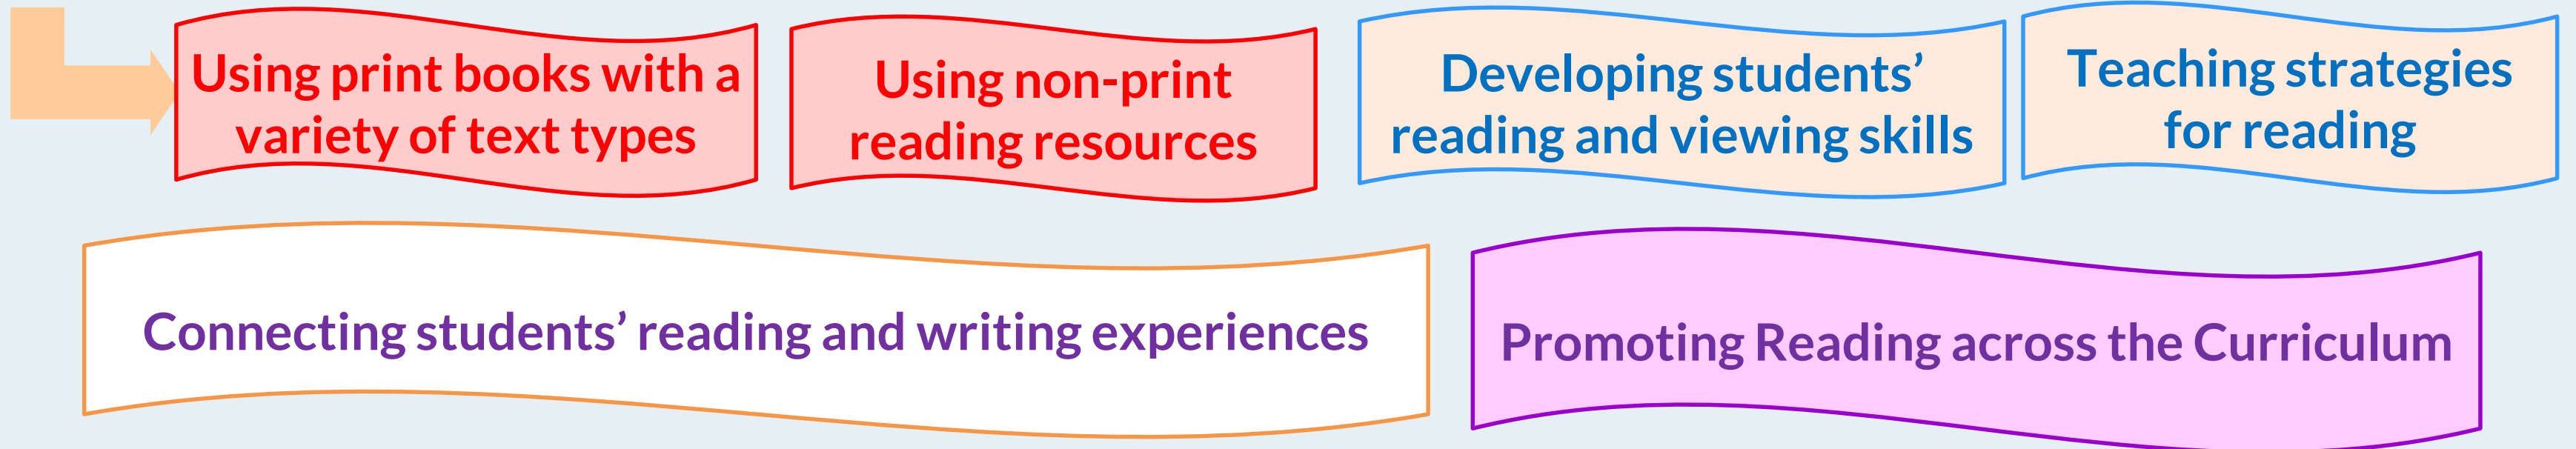 Using print books with a
variety of text types
Using non-print
reading resources
Developing students’
reading and viewing skills
Teaching strategies
for reading
Connecting students’ reading and writing experiences
Promoting Reading across the Curriculum